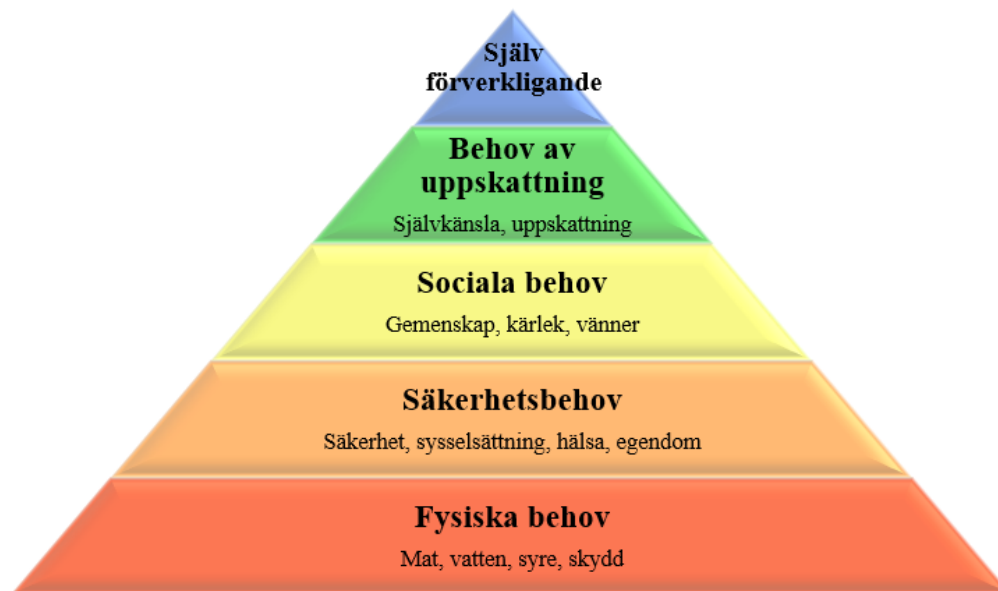 Själv
förverkligande
Behov av
uppskattning
Självkänsla, uppskattning
Sociala behov
Gemenskap, kärlek, vänner
Säkerhetsbehov
Säkerhet, sysselsättning, hälsa, egendom
Fysiska behov
Mat, vatten, syre, skydd